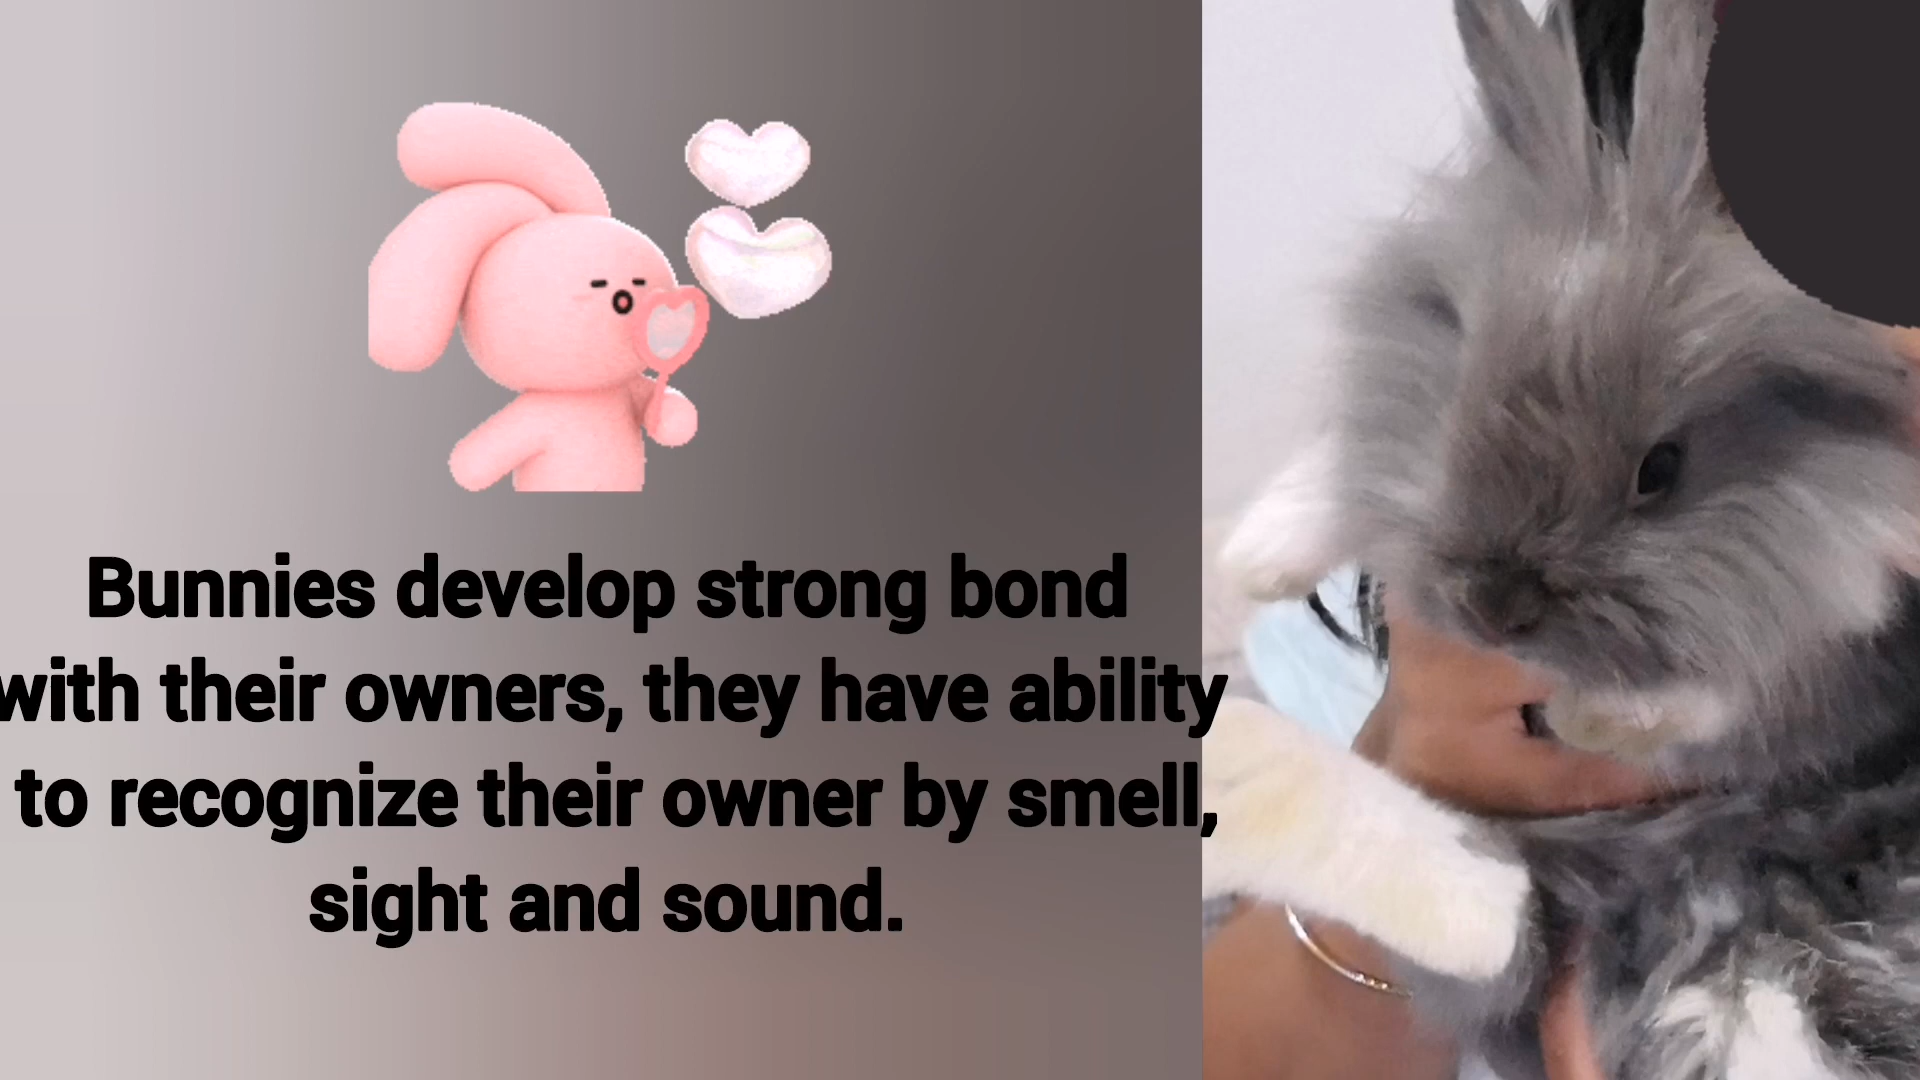 Bunnies develop strong bond
with their owners, they have ability
to recognize their owner by smell,
sight and sound.